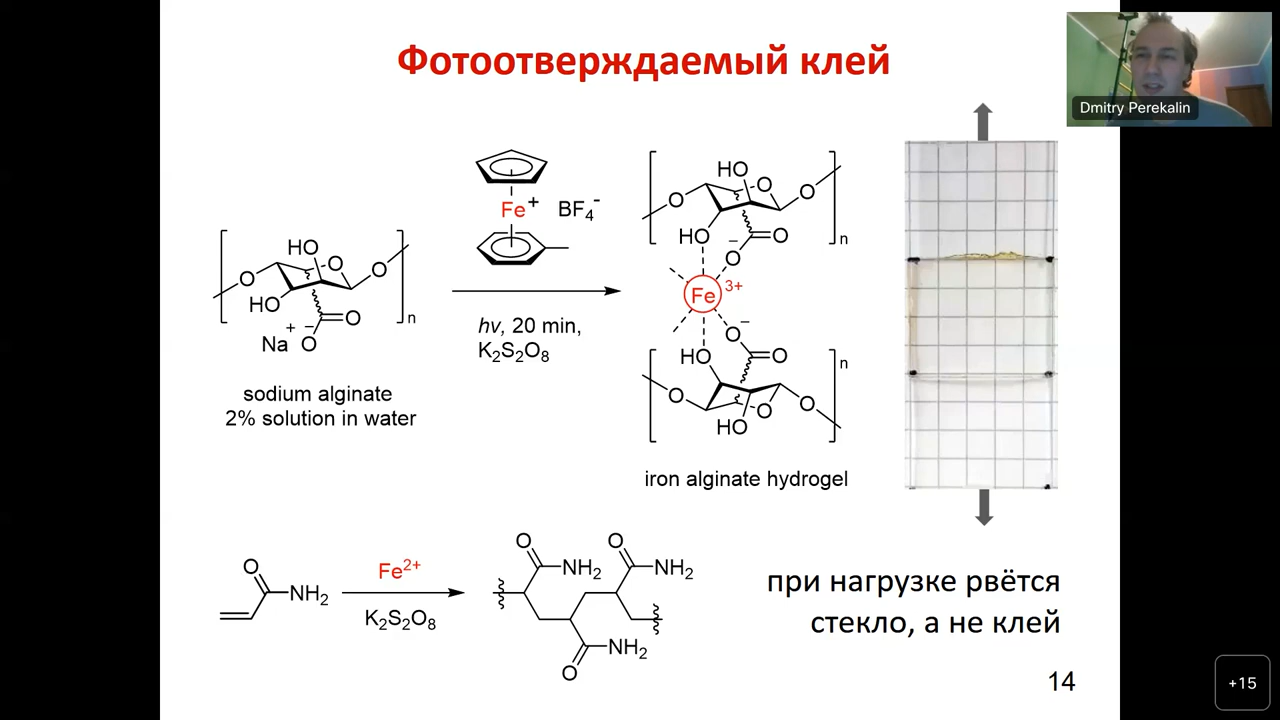 Фотоотверждаемый клей
Dmitry Perekalin
Fe+ BF4-
HO
O
O
O
HO
n
+
-
O
Na O
hv, 20 min,
K2S2O8
sodium alginate
2% solution in water
HO
O
O
O
HO
n
-
O
O
Fe 3+
-
O
HO
O
n
O
O
O
HO
iron alginate hydrogel
O
NH2
Fe2+
K2S2O8
O
NH2
O
NH2
NH2
O
при нагрузке рвётся
стекло, а не клей
14
+15